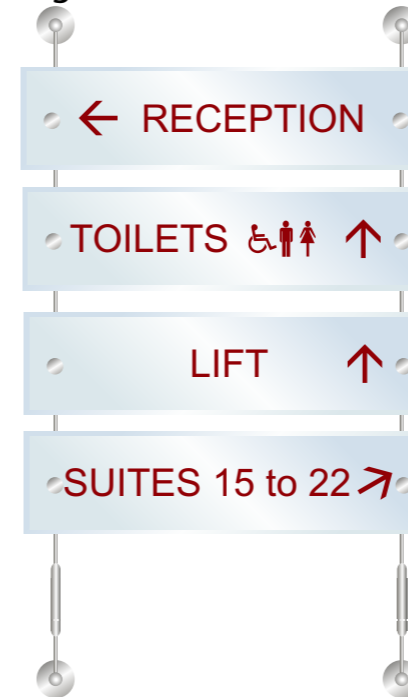 ← RECEPTION
TOILETS ↑
LIFT ↑
SUITES 15 to 22 ↗